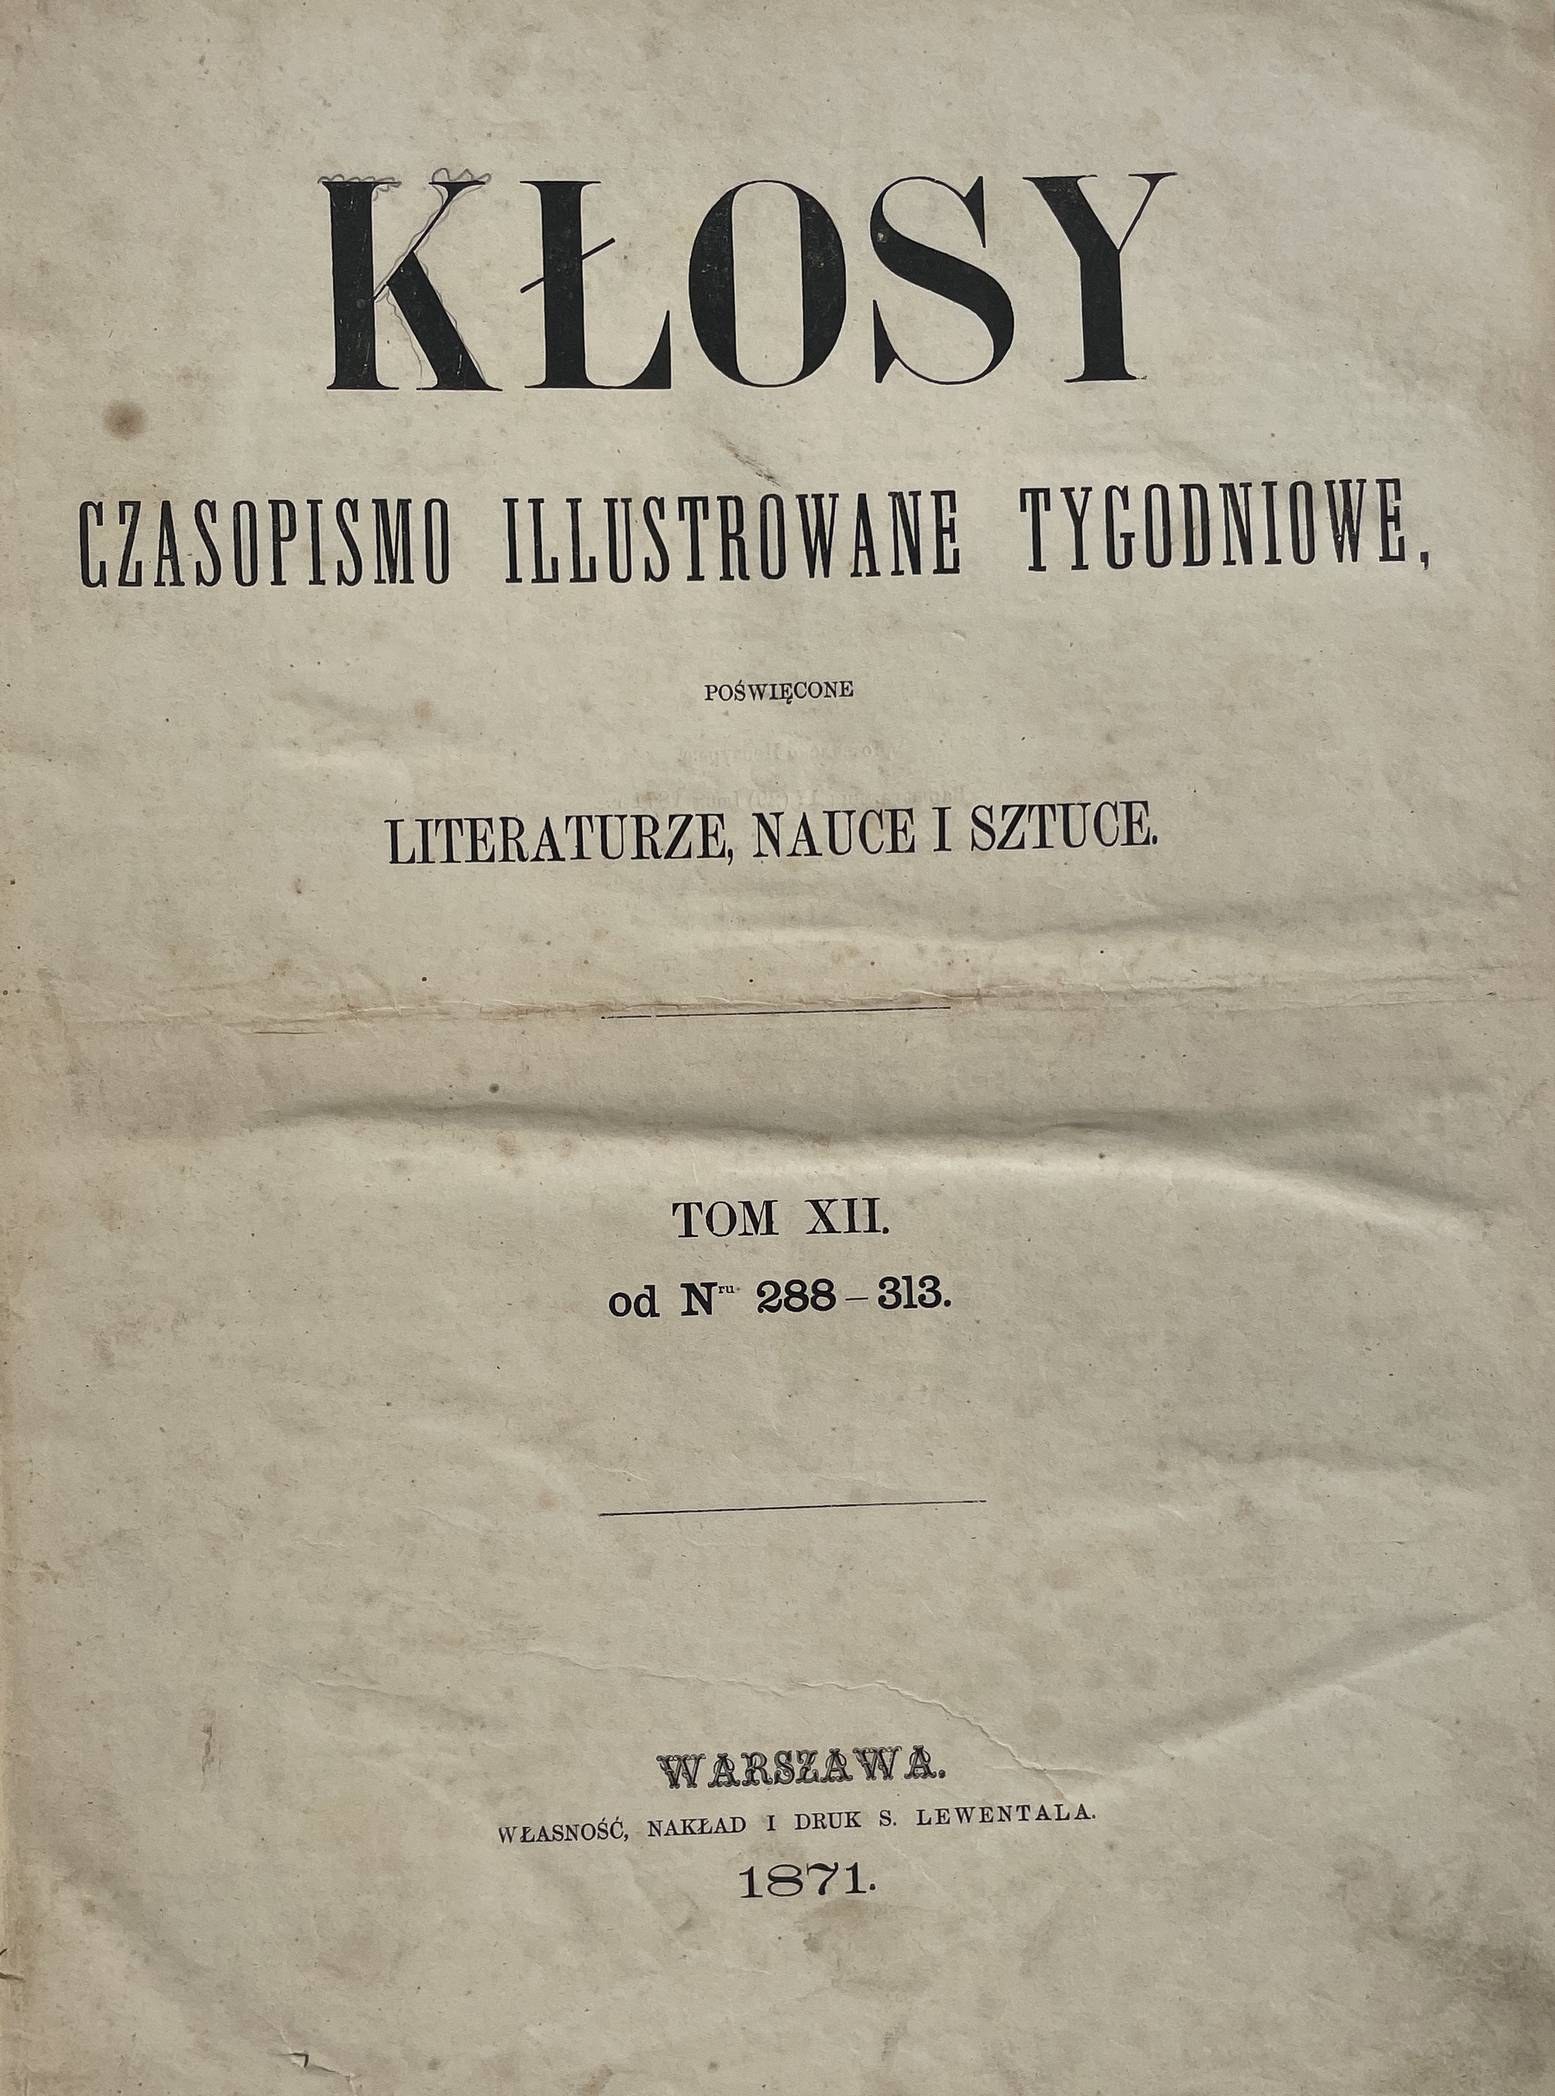 KŁOSY
CZASOPISMO ILLUSTROWANE TYGODNIOWE,
POŚWIĘCONE
LITERATURZE, NAUCE I SZTUCE.
TOM XII.
od Nru 288–313.
WARSZAWA.
WŁASNOŚĆ, NAKŁAD I DRUK S. LEWENTALA.
1871.